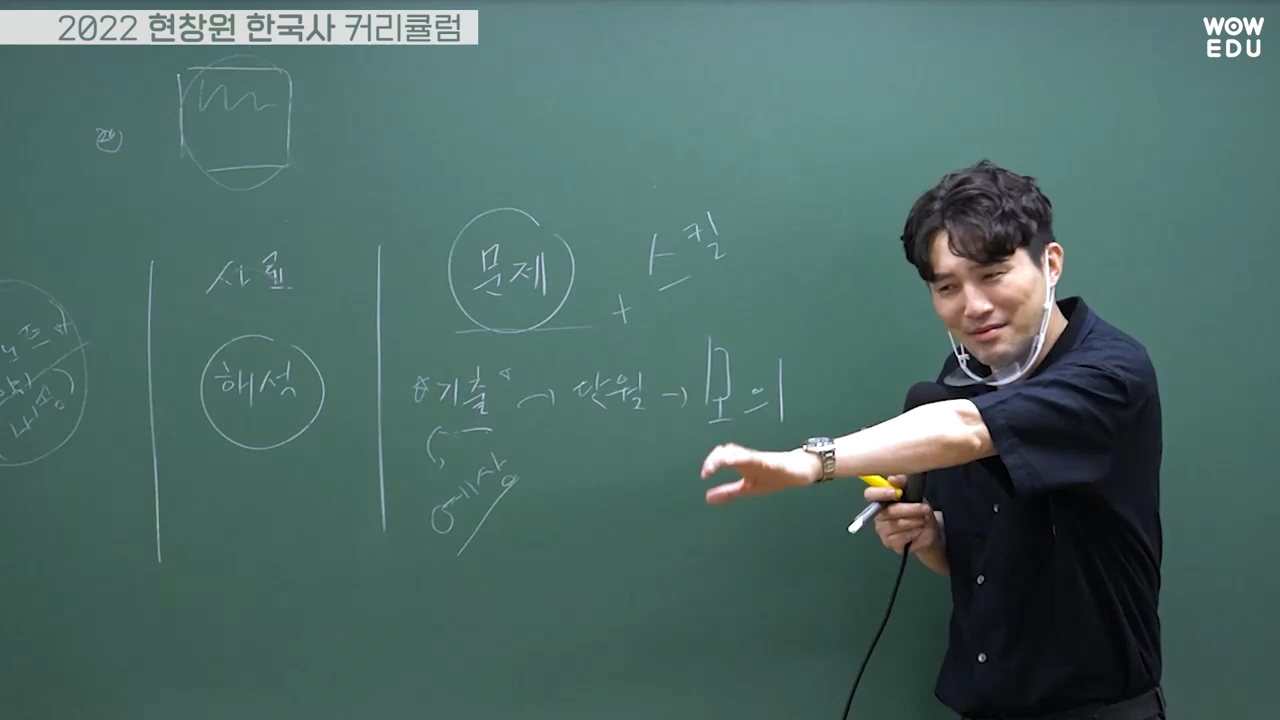 2022 현창원 한국사 커리큘럼
WOW
EDU
사료
해석
문제 + 스킬
기출 → 단원 → 모의
예상